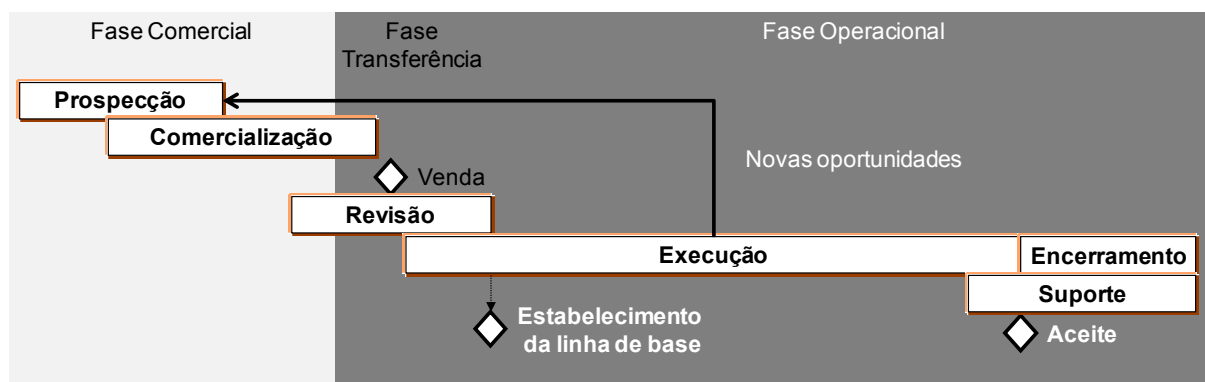 Fase Comercial
Fase
Transferência
Fase Operacional
Prospecção
Comercialização
Novas oportunidades
Venda
Revisão
Execução
Encerramento
Suporte
Estabelecimento
da linha de base
Aceite